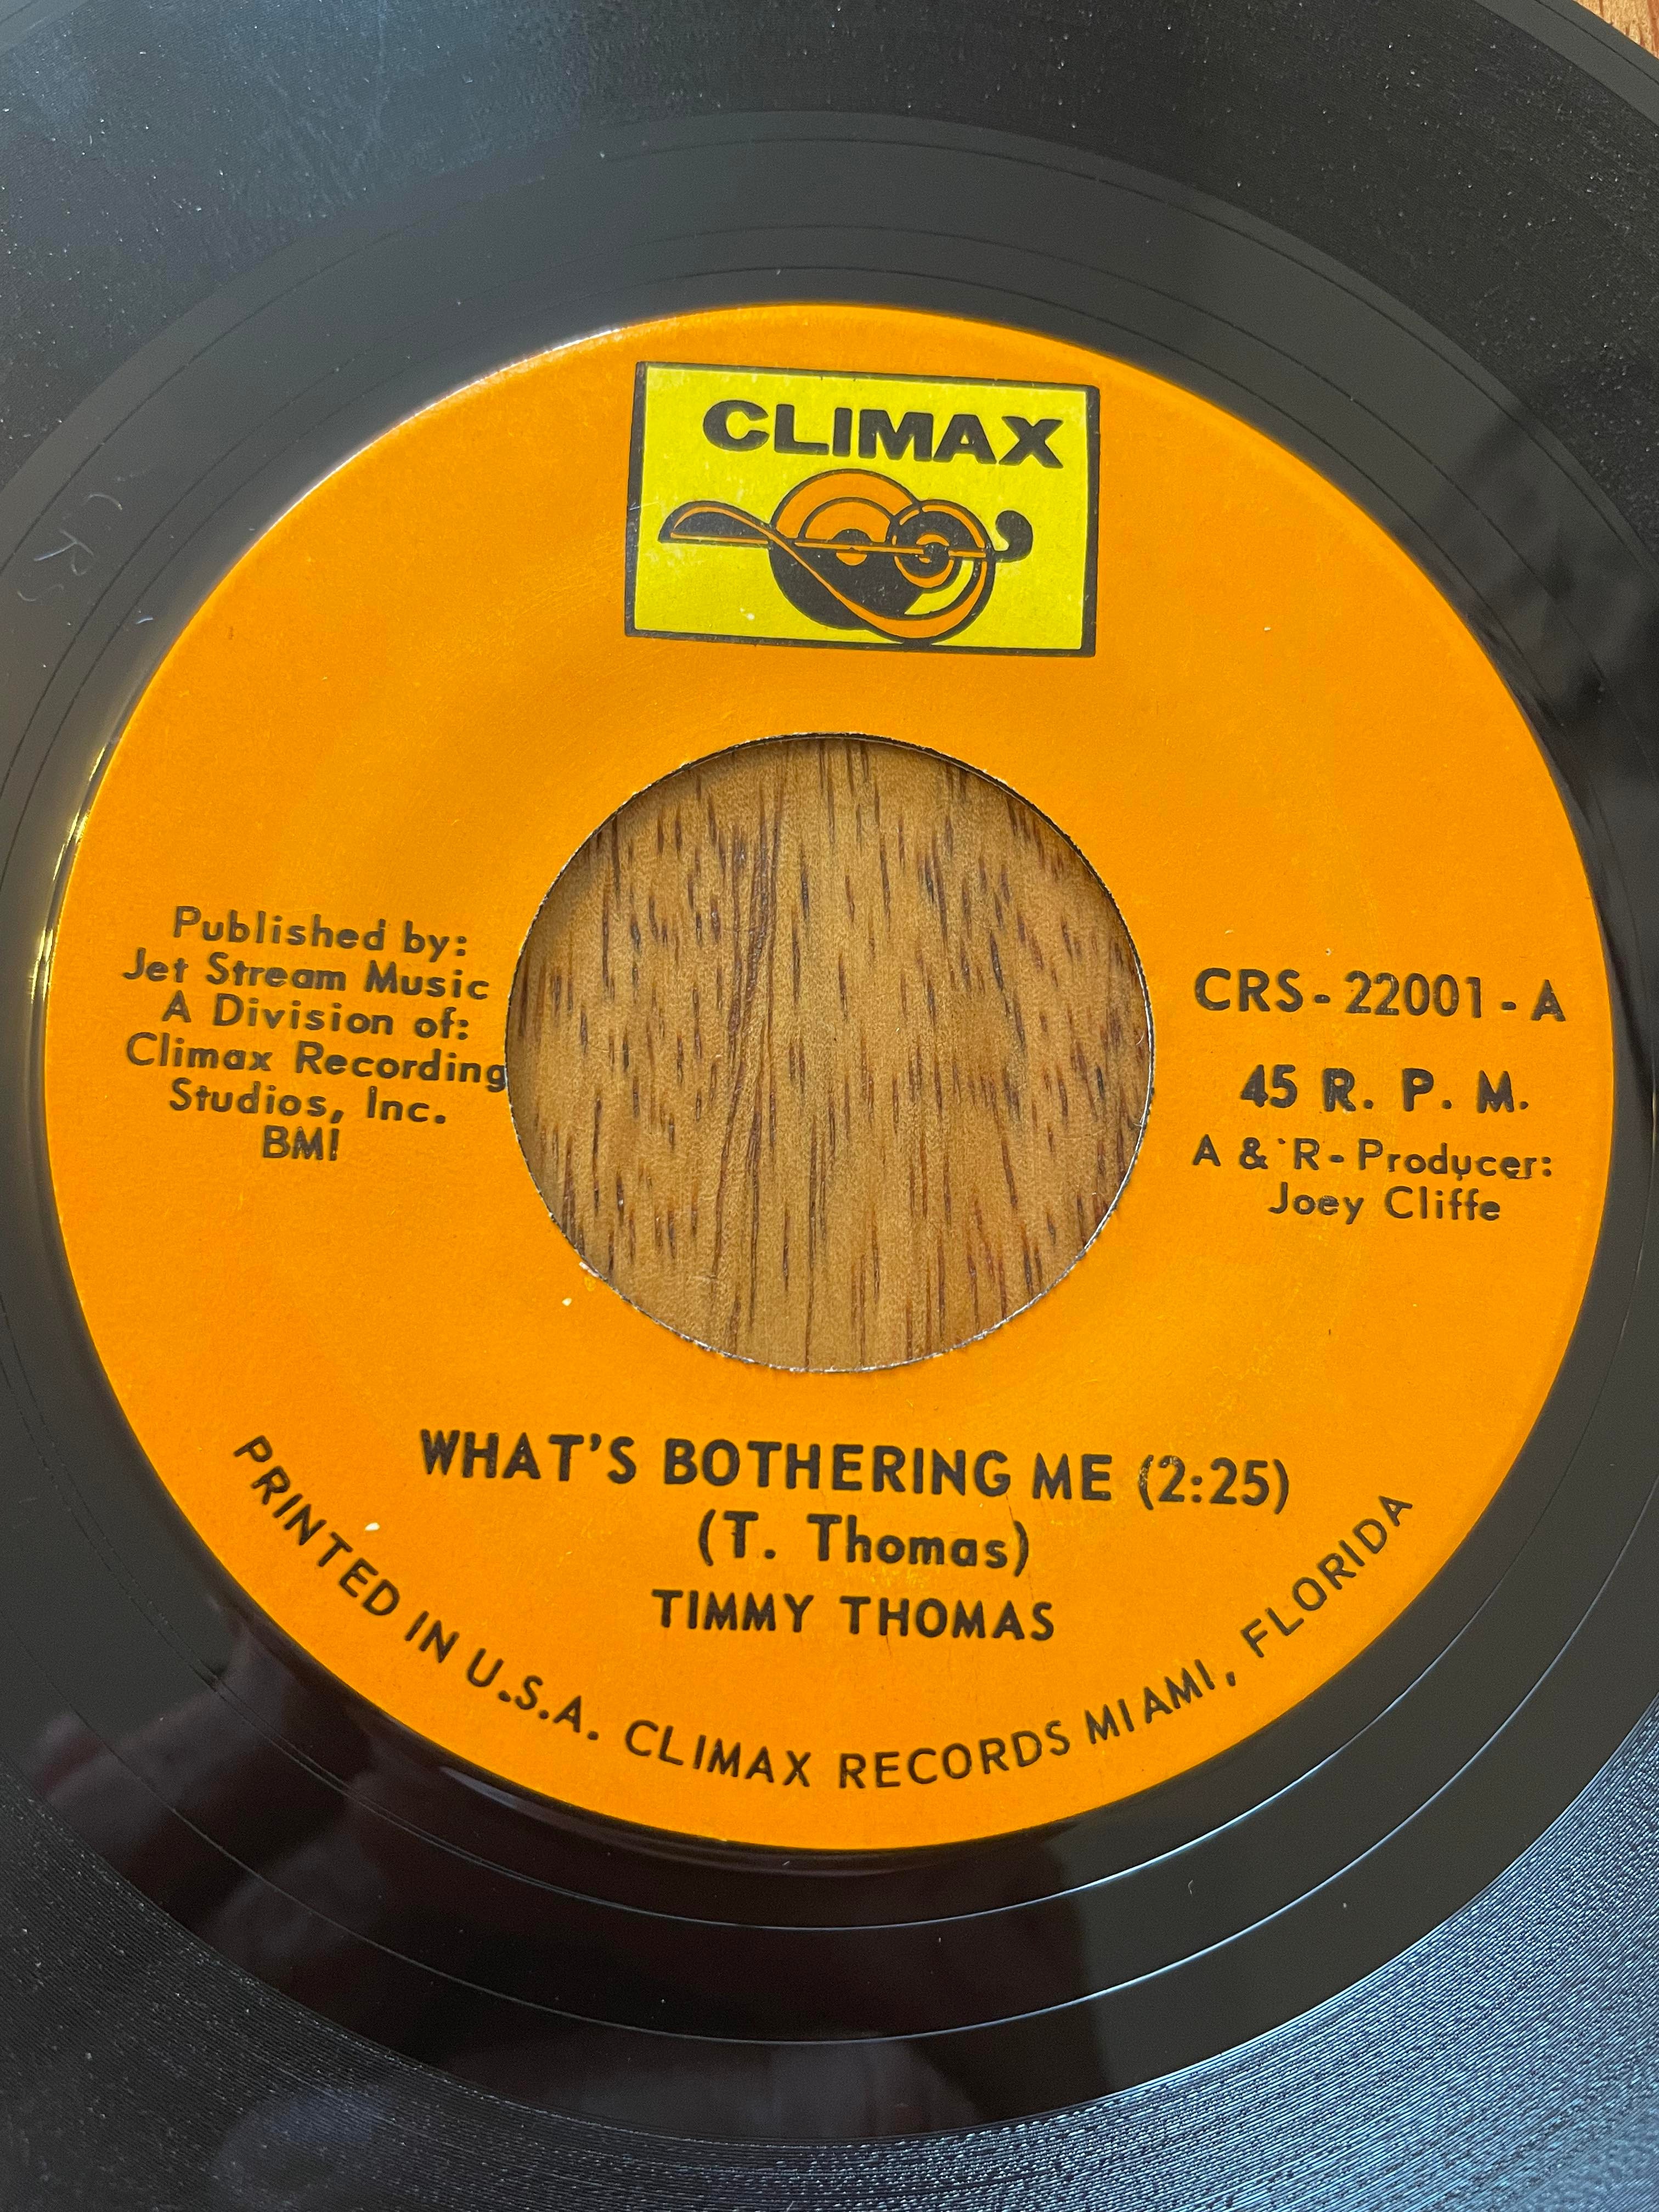 CLIMAX
Published by:
Jet Stream Music
A Division of:
Climax Recording
Studios, Inc.
BMI
CRS - 22001 - A
45 R. P. M.
A & R - Producer:
Joey Cliffe
WHAT'S BOTHERING ME (2:25)
(T. Thomas)
TIMMY THOMAS
PRINTED IN U.S.A. CLIMAX RECORDS MIAMI, FLORIDA
CRS